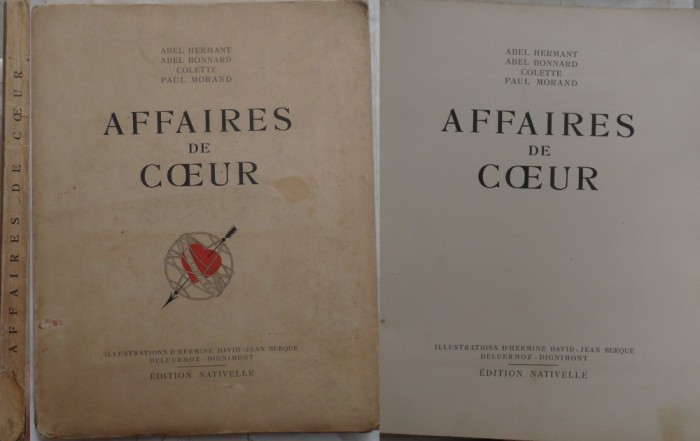 AFFAIRES DE CŒUR
ABEL HERMANT
ABEL BONNARD
COLETTE
PAUL MORAND
AFFAIRES
DE
CŒUR
ILLUSTRATIONS D'HERMINE DAVID - JEAN BERQUE
DELUERMOZ - DIGNIMONT
ÉDITION NATIVELLE
ABEL HERMANT
ABEL BONNARD
COLETTE
PAUL MORAND
AFFAIRES
DE
CŒUR
ILLUSTRATIONS D'HERMINE DAVID - JEAN BERQUE
DELUERMOZ - DIGNIMONT
ÉDITION NATIVELLE